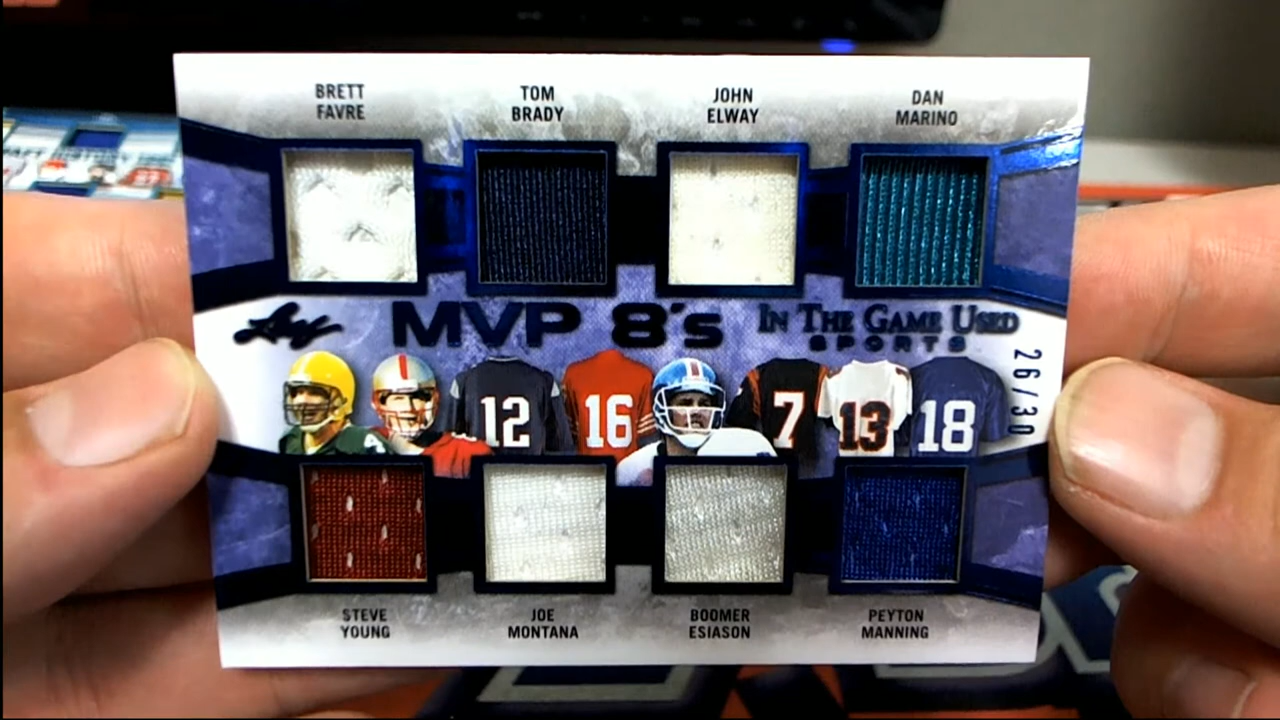 BRETT
FAVRE
TOM
BRADY
JOHN
ELWAY
DAN
MARINO
Leaf
MVP 8's
IN THE GAME USED
SPORTS
26/30
4
12
16
7
13
18
STEVE
YOUNG
JOE
MONTANA
BOOMER
ESIASON
PEYTON
MANNING